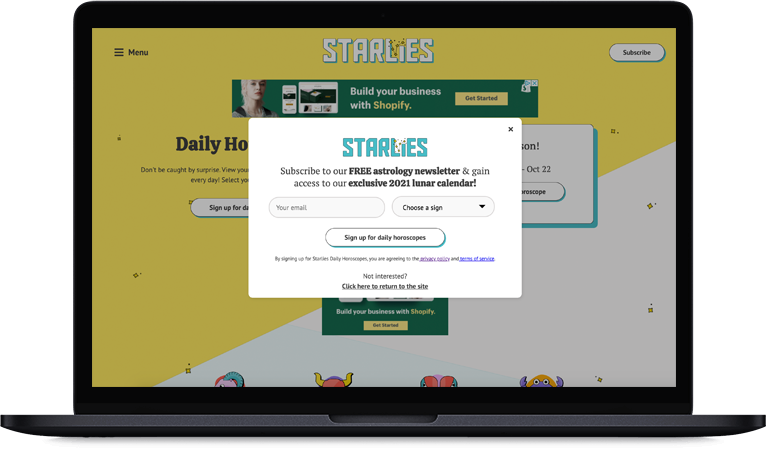 Menu
STARLIES
Subscribe
Build your business
with Shopify.
Get Started
Daily Ho
son!
Don't be caught by surprise. View your
- Oct 22
every day! Select you
oroscope
Sign up for da
STARLIES
Subscribe to our FREE astrology newsletter & gain
access to our exclusive 2021 lunar calendar!
Your email
Choose a sign
Sign up for daily horoscopes
By signing up for Starlies Daily Horoscopes, you are agreeing to the privacy policy and terms of service.
Not interested?
Click here to return to the site
Build your business with Shopify.
Get Started